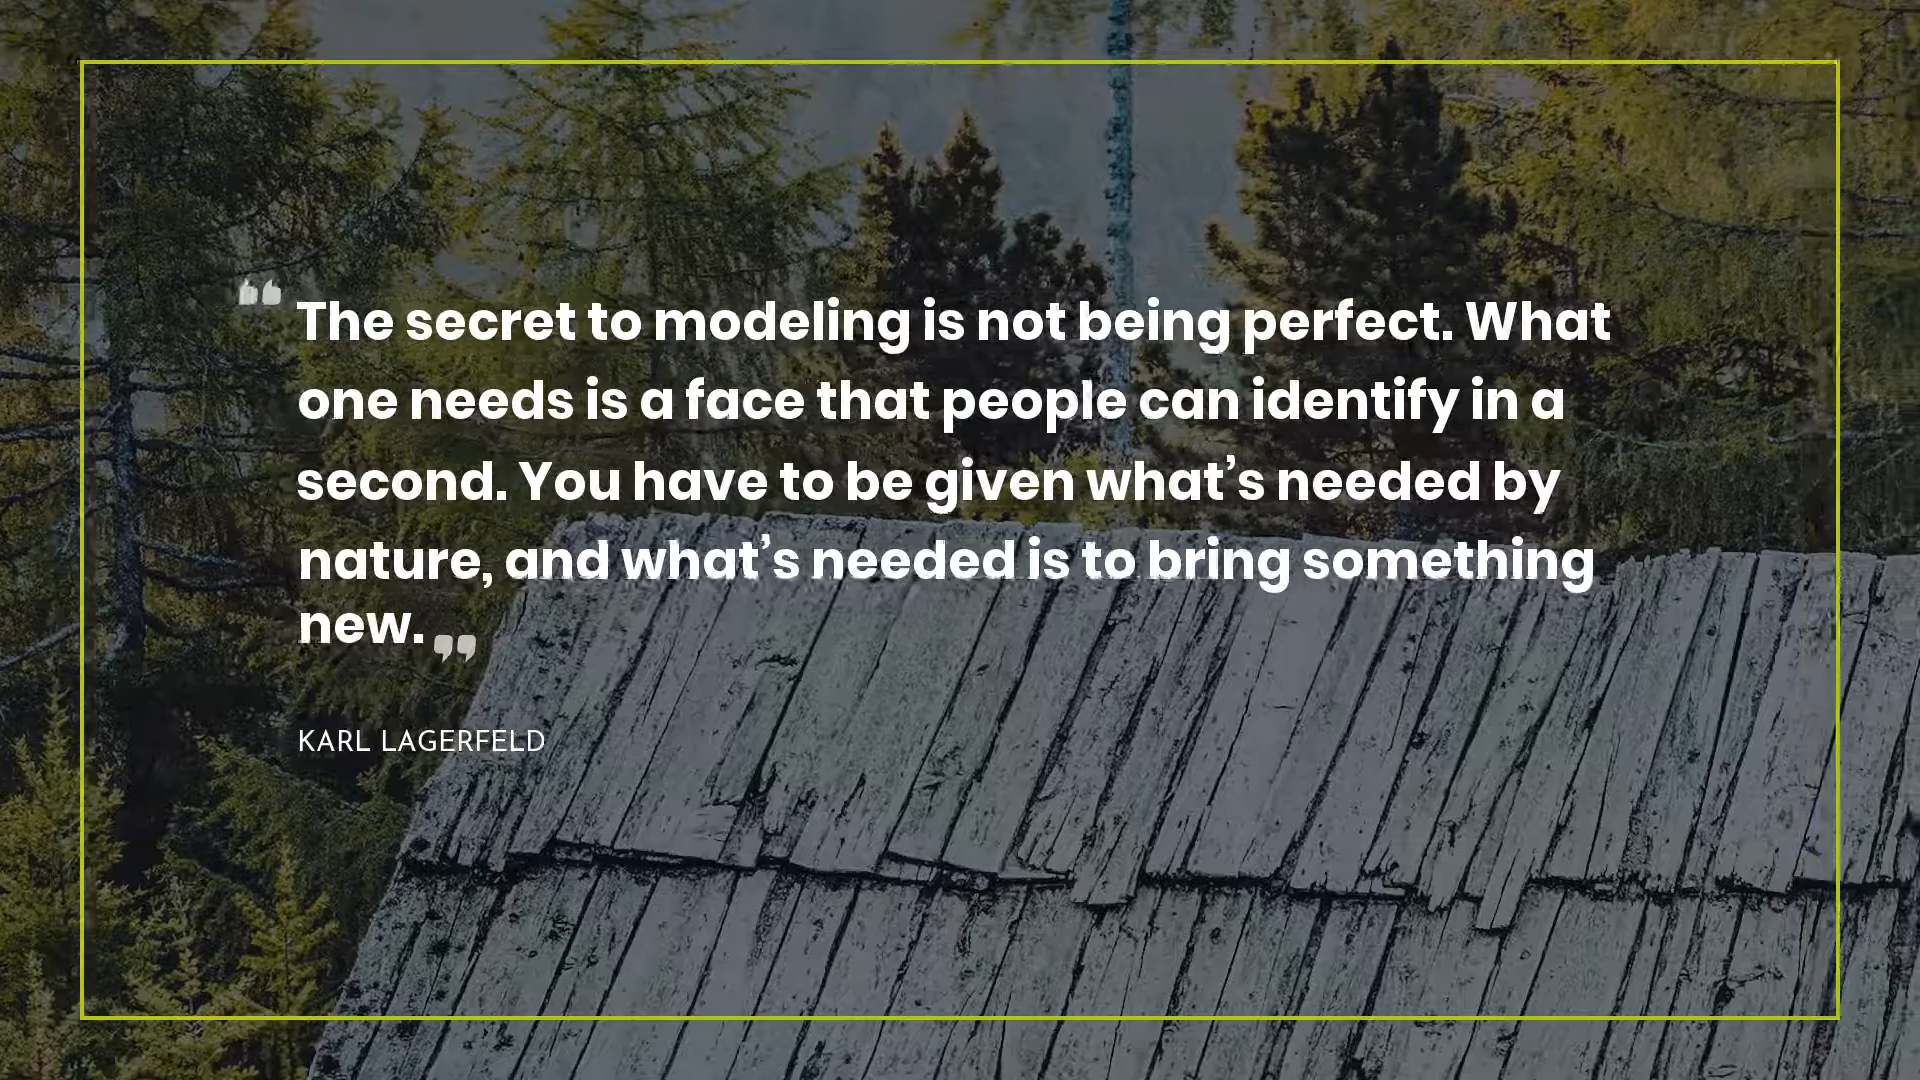 “ The secret to modeling is not being perfect. What
one needs is a face that people can identify in a
second. You have to be given what’s needed by
nature, and what’s needed is to bring something
new. ”
KARL LAGERFELD